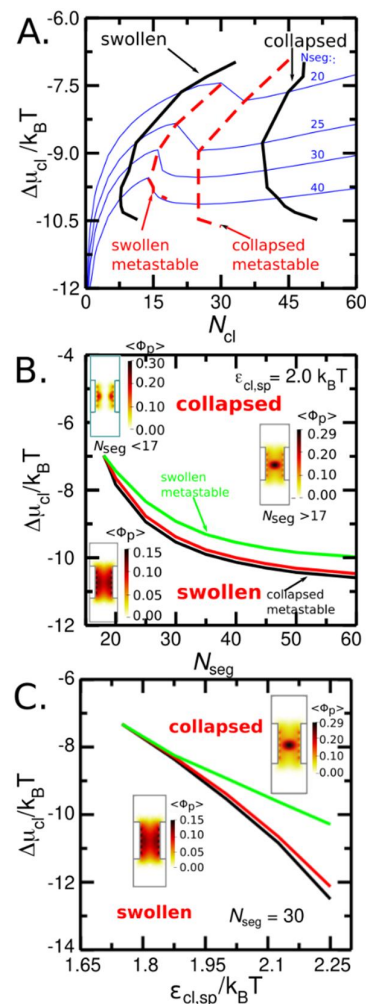 A.
-6.0
-7.5
-9.0
-10.5
-12
Δμcl/kBT
swollen
collapsed
Nseg:
20
25
30
40
swollen
metastable
collapsed
metastable
0 15 30 45 60
Ncl
B.
-4
-6
-8
-10
-12
Δμcl/kBT
<Φp>
0.30
0.20
0.10
0.00
Nseg <17
collapsed
εcl,sp= 2.0 kBT
<Φp>
0.29
0.20
0.10
0.00
Nseg >17
swollen
metastable
<Φp>
0.15
0.10
0.05
0.00
swollen
collapsed
metastable
20 30 40 50 60
Nseg
C.
-6
-8
-10
-12
-14
Δμcl/kBT
collapsed
<Φp>
0.29
0.20
0.10
0.00
<Φp>
0.15
0.10
0.05
0.00
swollen
Nseg = 30
1.65 1.8 1.95 2.1 2.25
εcl,sp/kBT